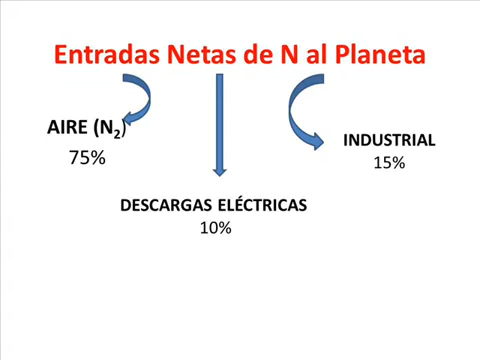 Entradas Netas de N al Planeta
AIRE (N₂)
75%
INDUSTRIAL
15%
DESCARGAS ELÉCTRICAS
10%